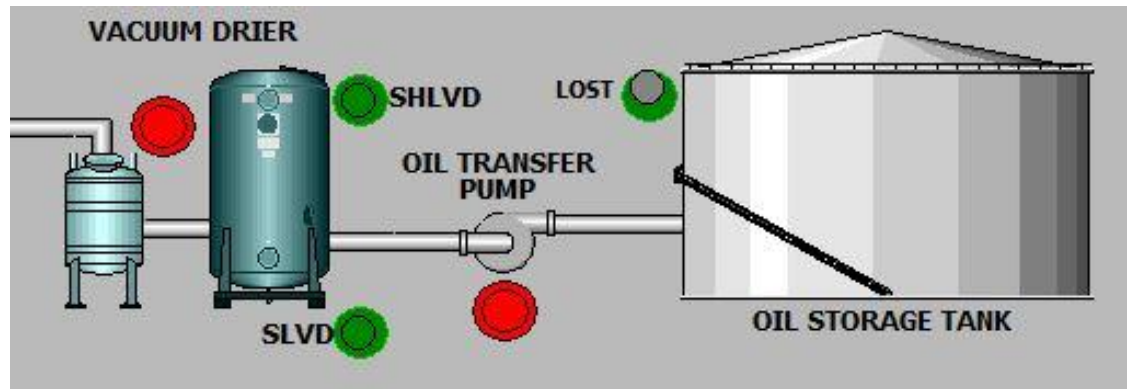 VACUUM DRIER
SHLVD
LOST
OIL TRANSFER
PUMP
SLVD
OIL STORAGE TANK